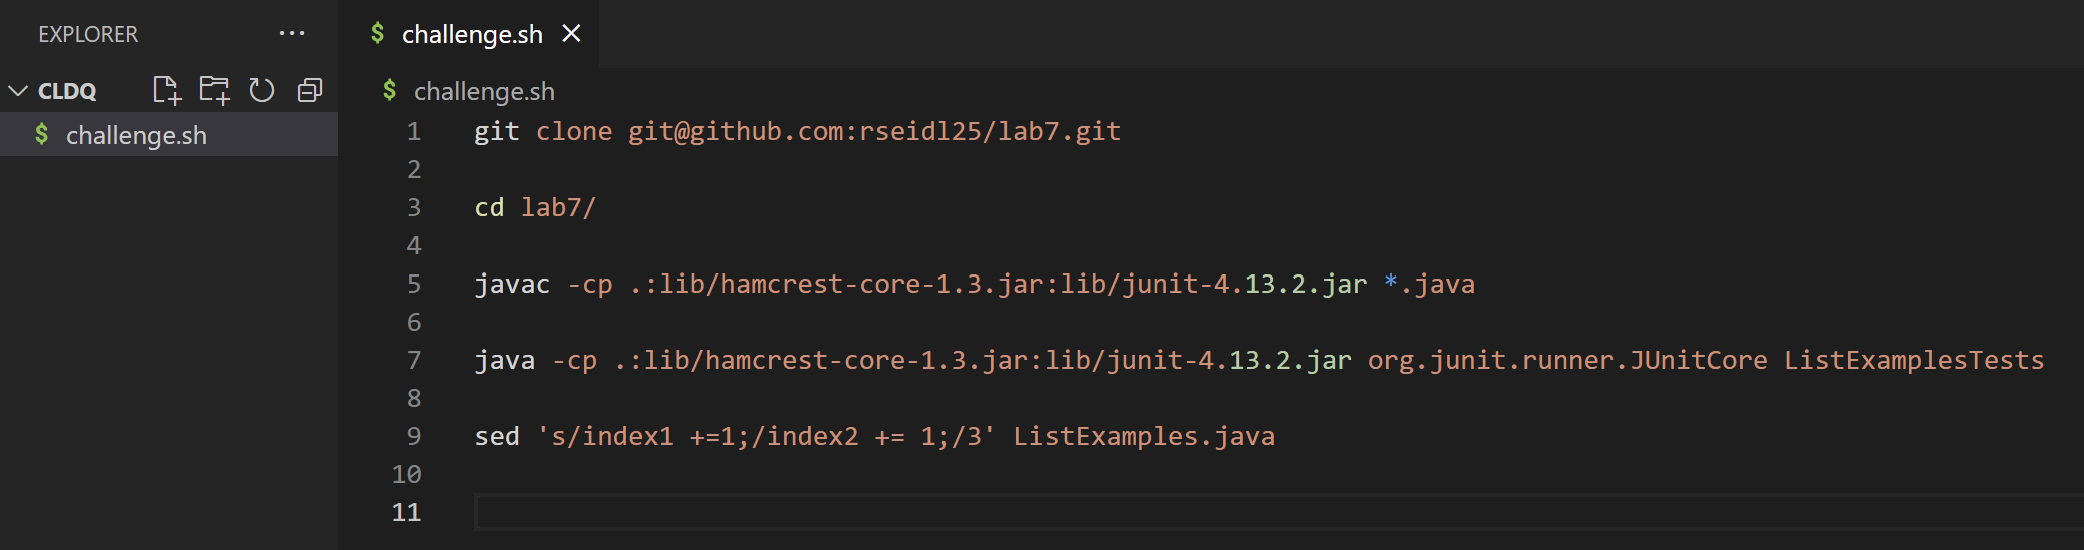 EXPLORER ...
CLDQ
$ challenge.sh
$ challenge.sh
$ challenge.sh
1 git clone git@github.com:rseidl25/lab7.git
2
3 cd lab7/
4
5 javac -cp .:lib/hamcrest-core-1.3.jar:lib/junit-4.13.2.jar *.java
6
7 java -cp .:lib/hamcrest-core-1.3.jar:lib/junit-4.13.2.jar org.junit.runner.JUnitCore ListExamplesTests
8
9 sed 's/index1 +=1;/index2 += 1;/3' ListExamples.java
10
11